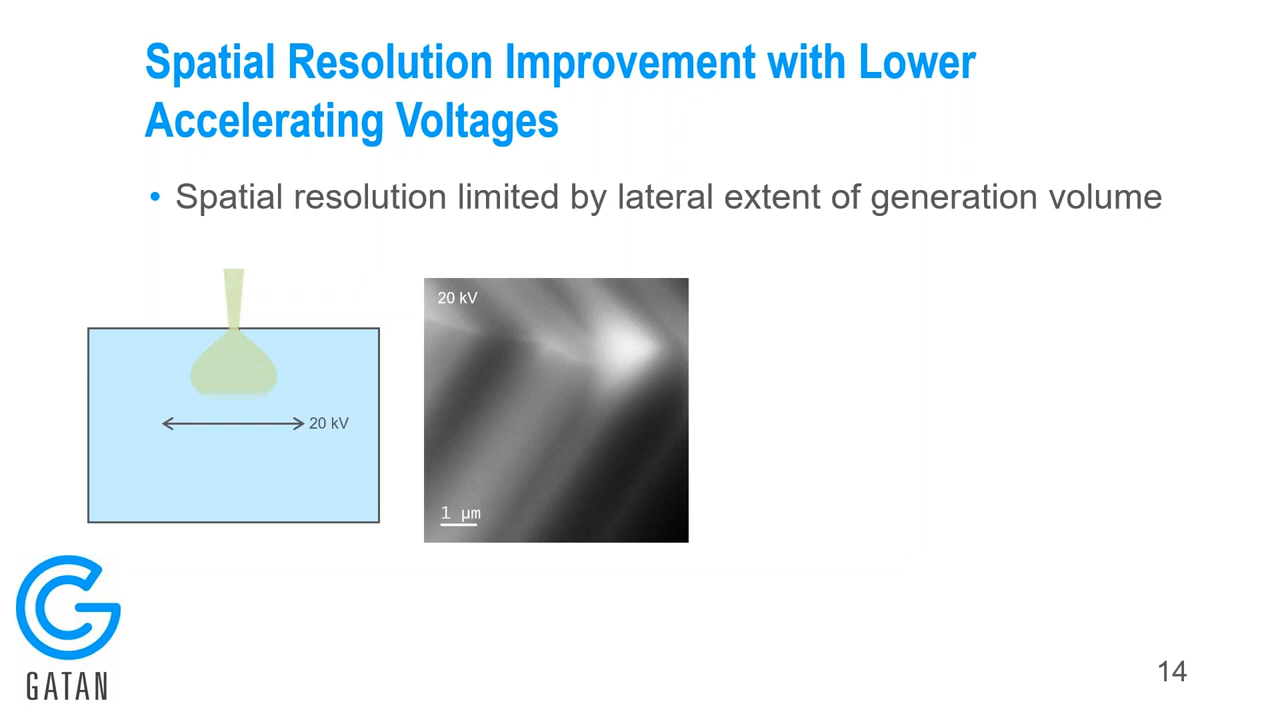 Spatial Resolution Improvement with Lower
Accelerating Voltages
• Spatial resolution limited by lateral extent of generation volume
20 kV
20 kV
1 µm
GATAN
14